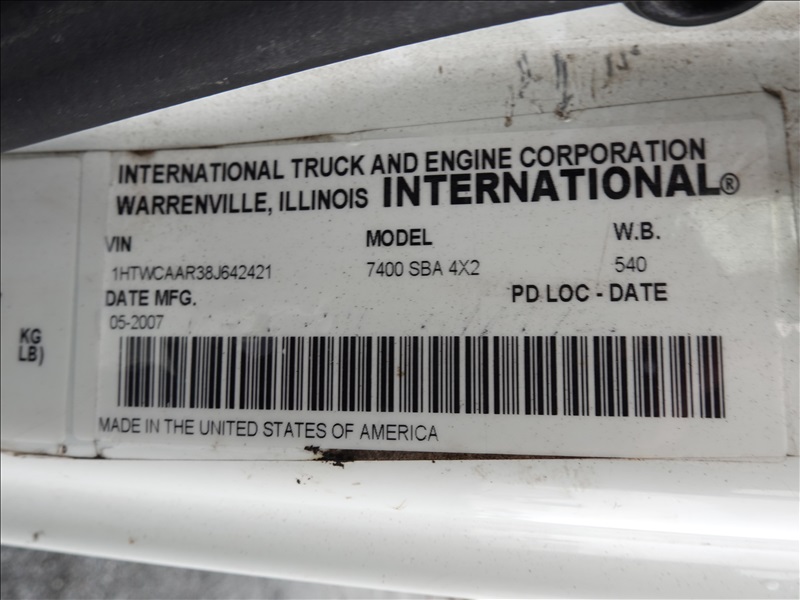 INTERNATIONAL TRUCK AND ENGINE CORPORATION
WARRENVILLE, ILLINOIS INTERNATIONAL®
VIN MODEL W.B.
1HTWCAAR38J642421 7400 SBA 4X2 540
DATE MFG. PD LOC - DATE
05-2007
KG
LB)
MADE IN THE UNITED STATES OF AMERICA